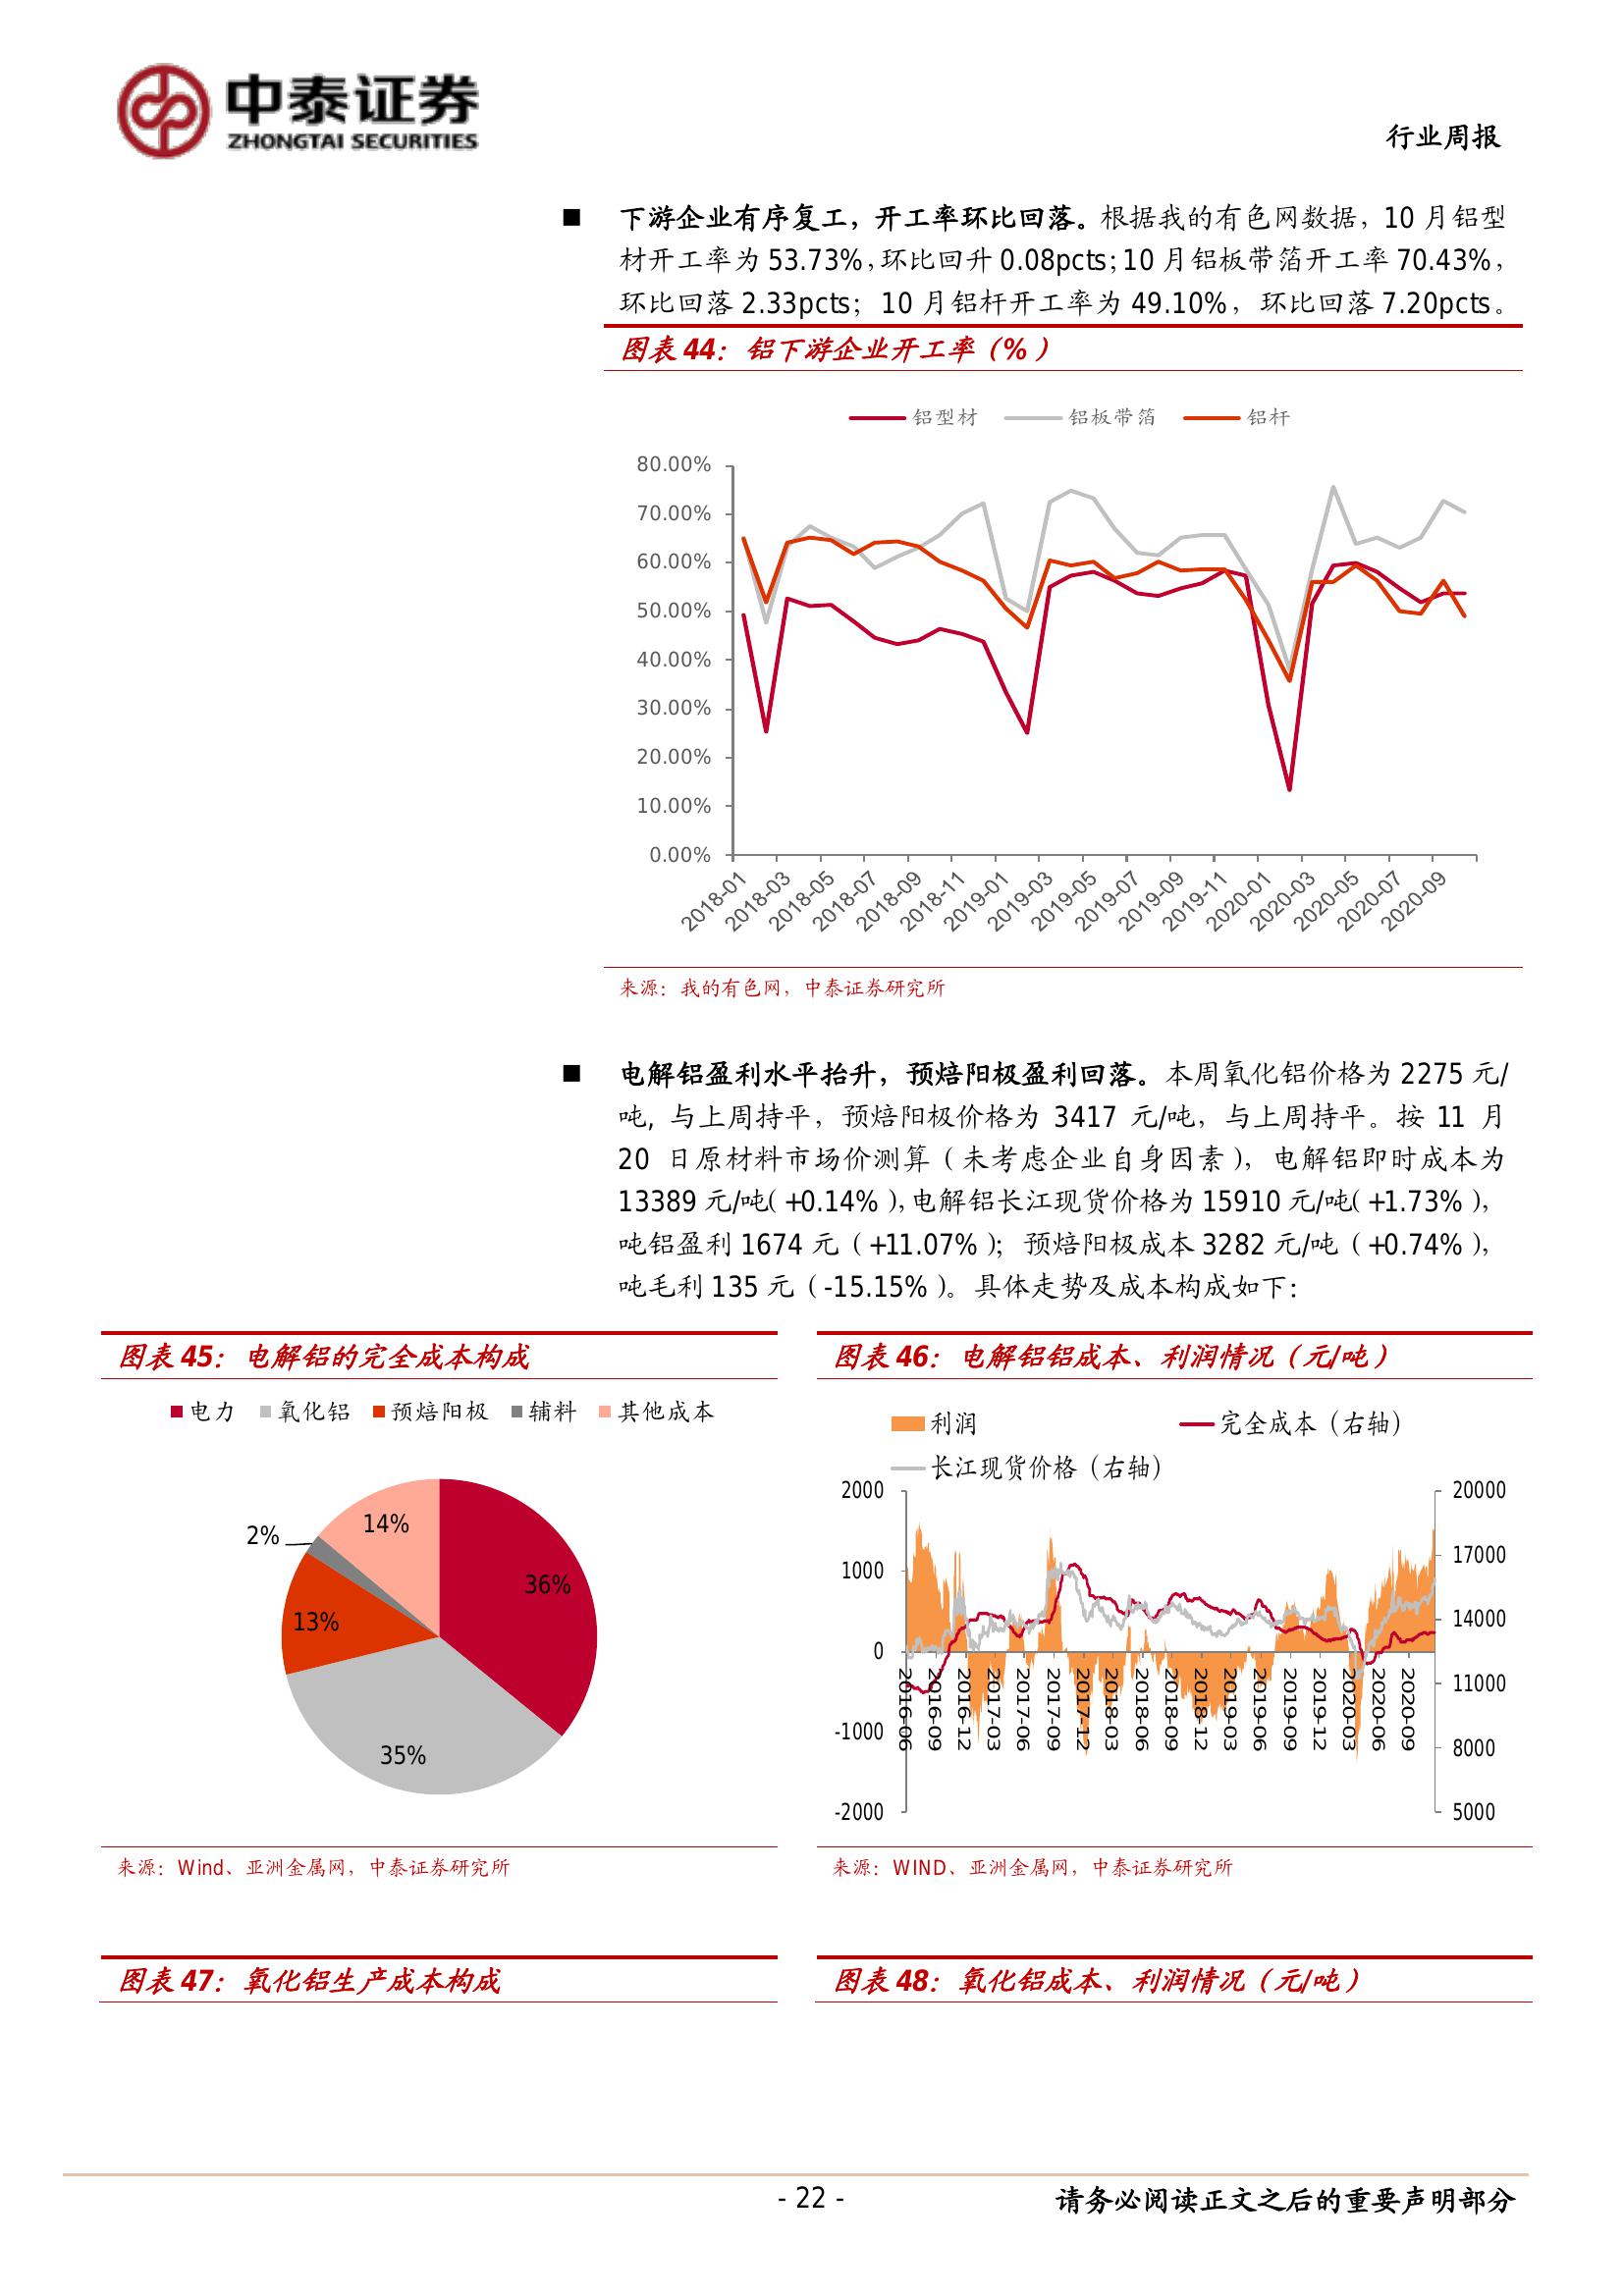 中泰证券
ZHONGTAI SECURITIES
行业周报
■ 下游企业有序复工，开工率环比回落。根据我的有色网数据，10 月铝型
材开工率为 53.73%，环比回升 0.08pcts；10 月铝板带箔开工率 70.43%，
环比回落 2.33pcts；10 月铝杆开工率为 49.10%，环比回落 7.20pcts。
图表 44：铝下游企业开工率（%）
铝型材 铝板带箔 铝杆
80.00%
70.00%
60.00%
50.00%
40.00%
30.00%
20.00%
10.00%
0.00%
2018-01 2018-03 2018-05 2018-07 2018-09 2018-11 2019-01 2019-03 2019-05 2019-07 2019-09 2019-11 2020-01 2020-03 2020-05 2020-07 2020-09
来源：我的有色网，中泰证券研究所
■ 电解铝盈利水平抬升，预焙阳极盈利回落。本周氧化铝价格为 2275 元/
吨，与上周持平，预焙阳极价格为 3417 元/吨，与上周持平。按 11 月
20 日原材料市场价测算（未考虑企业自身因素），电解铝即时成本为
13389 元/吨（+0.14%），电解铝长江现货价格为 15910 元/吨（+1.73%），
吨铝盈利 1674 元（+11.07%）；预焙阳极成本 3282 元/吨（+0.74%），
吨毛利 135 元（-15.15%）。具体走势及成本构成如下：
图表 45：电解铝的完全成本构成
电力 氧化铝 预焙阳极 辅料 其他成本
14%
2%
36%
13%
35%
来源：Wind、亚洲金属网，中泰证券研究所
图表 46：电解铝铝成本、利润情况（元/吨）
利润 完全成本（右轴）
长江现货价格（右轴）
2000 20000
17000
1000
14000
0
11000
-1000
8000
-2000 5000
2016-06 2016-09 2016-12 2017-03 2017-06 2017-09 2017-12 2018-03 2018-06 2018-09 2018-12 2019-03 2019-06 2019-09 2019-12 2020-03 2020-06 2020-09
来源：WIND、亚洲金属网，中泰证券研究所
图表 47：氧化铝生产成本构成
图表 48：氧化铝成本、利润情况（元/吨）
- 22 -
请务必阅读正文之后的重要声明部分